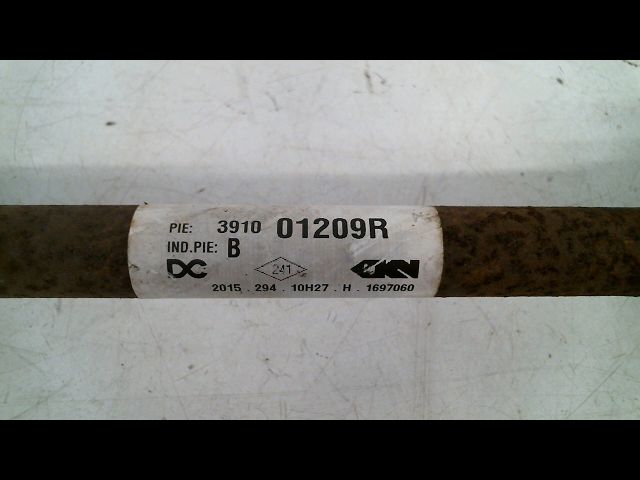 PIE: 3910 01209R
IND.PIE: B
DC 241 GKN
2015 . 294 . 10H27 . H . 1697060